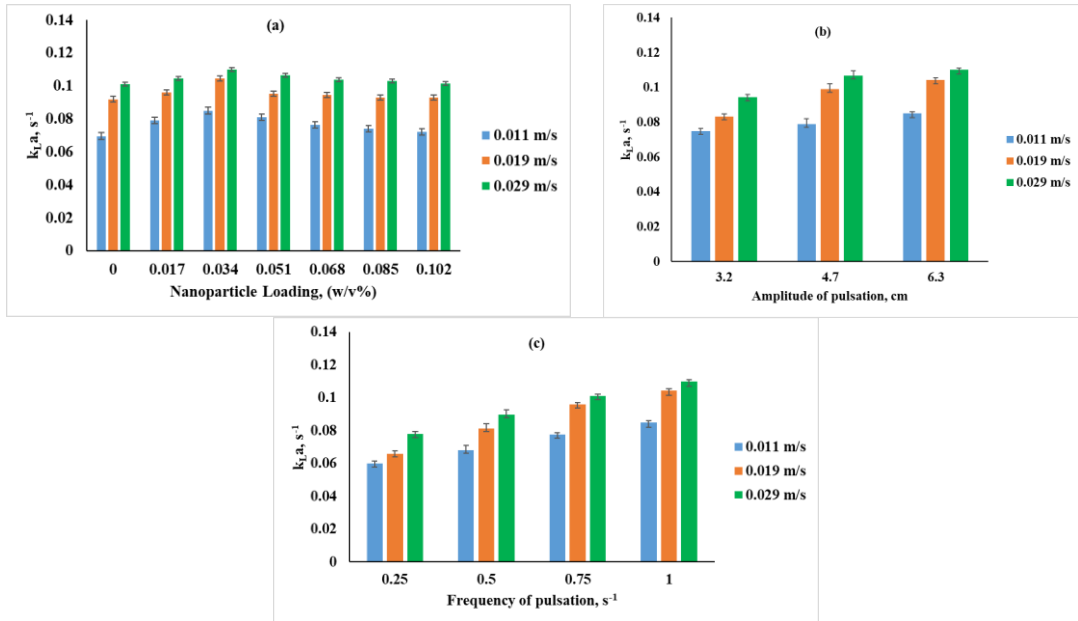 (a)
0.14
0.12
0.1
0.08
0.06
0.04
0.02
0
kLa, s-1
0 0.017 0.034 0.051 0.068 0.085 0.102
Nanoparticle Loading, (w/v%)
0.011 m/s
0.019 m/s
0.029 m/s
(b)
0.14
0.12
0.1
0.08
0.06
0.04
0.02
0
kLa, s-1
3.2 4.7 6.3
Amplitude of pulsation, cm
0.011 m/s
0.019 m/s
0.029 m/s
(c)
0.14
0.12
0.1
0.08
0.06
0.04
0.02
0
kLa, s-1
0.25 0.5 0.75 1
Frequency of pulsation, s-1
0.011 m/s
0.019 m/s
0.029 m/s